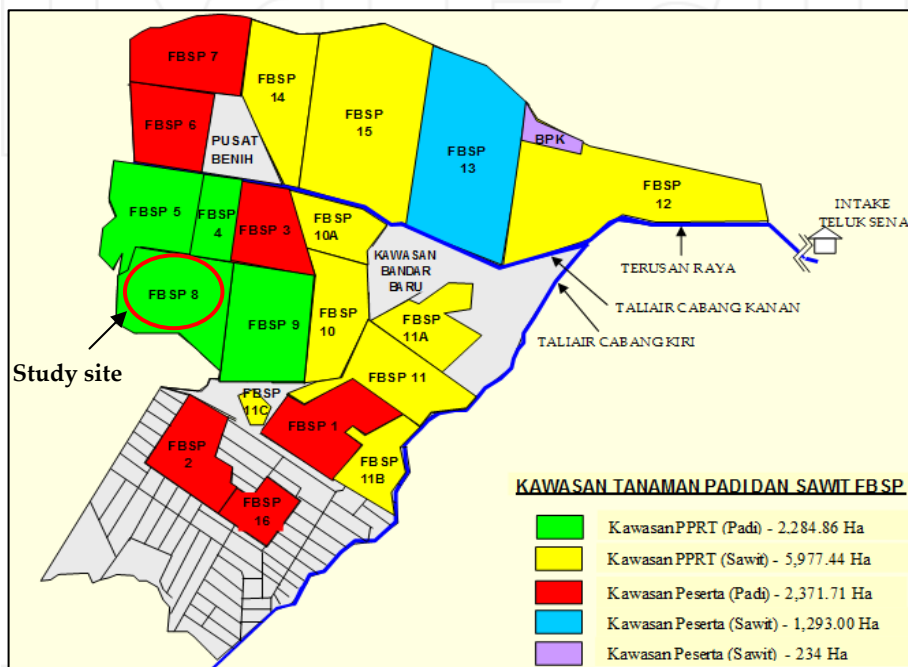 FBSP 7
FBSP
14
FBSP
15
FBSP 6
PUSAT
BENIH
FBSP
13
BPK
FBSP
12
FBSP 5
FBSP
4
FBSP 3
FBSP
10A
KAWASAN
BANDAR
BARU
INTAKE
TELUK SENA
TERUSAN RAYA
TALIAIR CABANG KANAN
TALIAIR CABANG KIRI
FBSP 8
FBSP 9
FBSP
10
FBSP
11A
Study site
FBSP 11
FBSP
11C
FBSP 1
FBSP
2
FBSP
11B
FBSP
16
KAWASAN TANAMAN PADI DAN SAWIT FBSP
Kawasan PPRT (Padi) - 2,284.86 Ha
Kawasan PPRT (Sawit) - 5,977.44 Ha
Kawasan Peserta (Padi) - 2,371.71 Ha
Kawasan Peserta (Sawit) - 1,293.00 Ha
Kawasan Peserta (Sawit) - 234 Ha